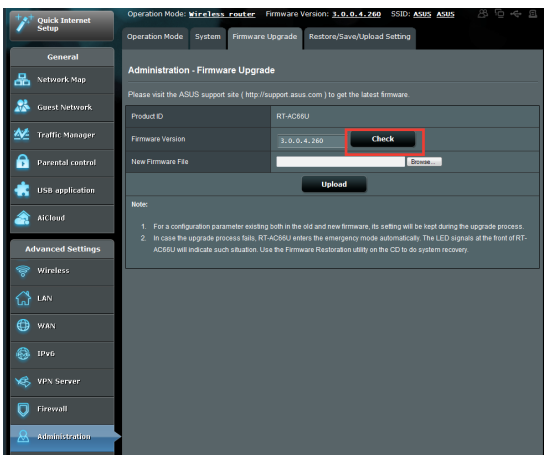 Quick Internet
Setup
Operation Mode: Wireless router Firmware Version: 3.0.0.4.260 SSID: ASUS ASUS
Operation Mode System Firmware Upgrade Restore/Save/Upload Setting
General
Network Map
Guest Network
Traffic Manager
Parental control
USB application
AiCloud
Advanced Settings
Wireless
LAN
WAN
IPv6
VPN Server
Firewall
Administration
Administration - Firmware Upgrade
Please visit the ASUS support site ( http://support.asus.com ) to get the latest firmware.
Product ID RT-AC66U
Firmware Version 3.0.0.4.260 Check
New Firmware File Browse...
Upload
Note:
1. For a configuration parameter existing both in the old and new firmware, its setting will be kept during the upgrade process.
2. In case the upgrade process fails, RT-AC66U enters the emergency mode automatically. The LED signals at the front of RT-
AC66U will indicate such situation. Use the Firmware Restoration utility on the CD to do system recovery.